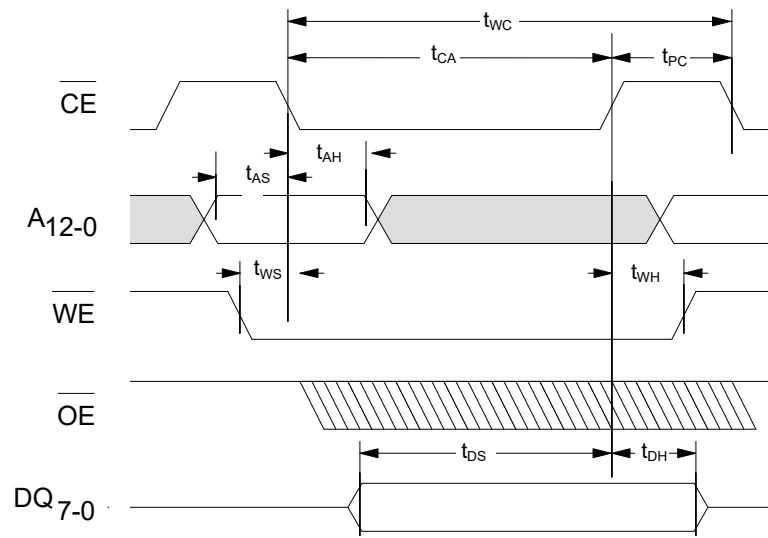 tWC
tCA
tPC
CE
tAH
tAS
A12-0
tWS
tWH
WE
OE
tDS
tDH
DQ7-0